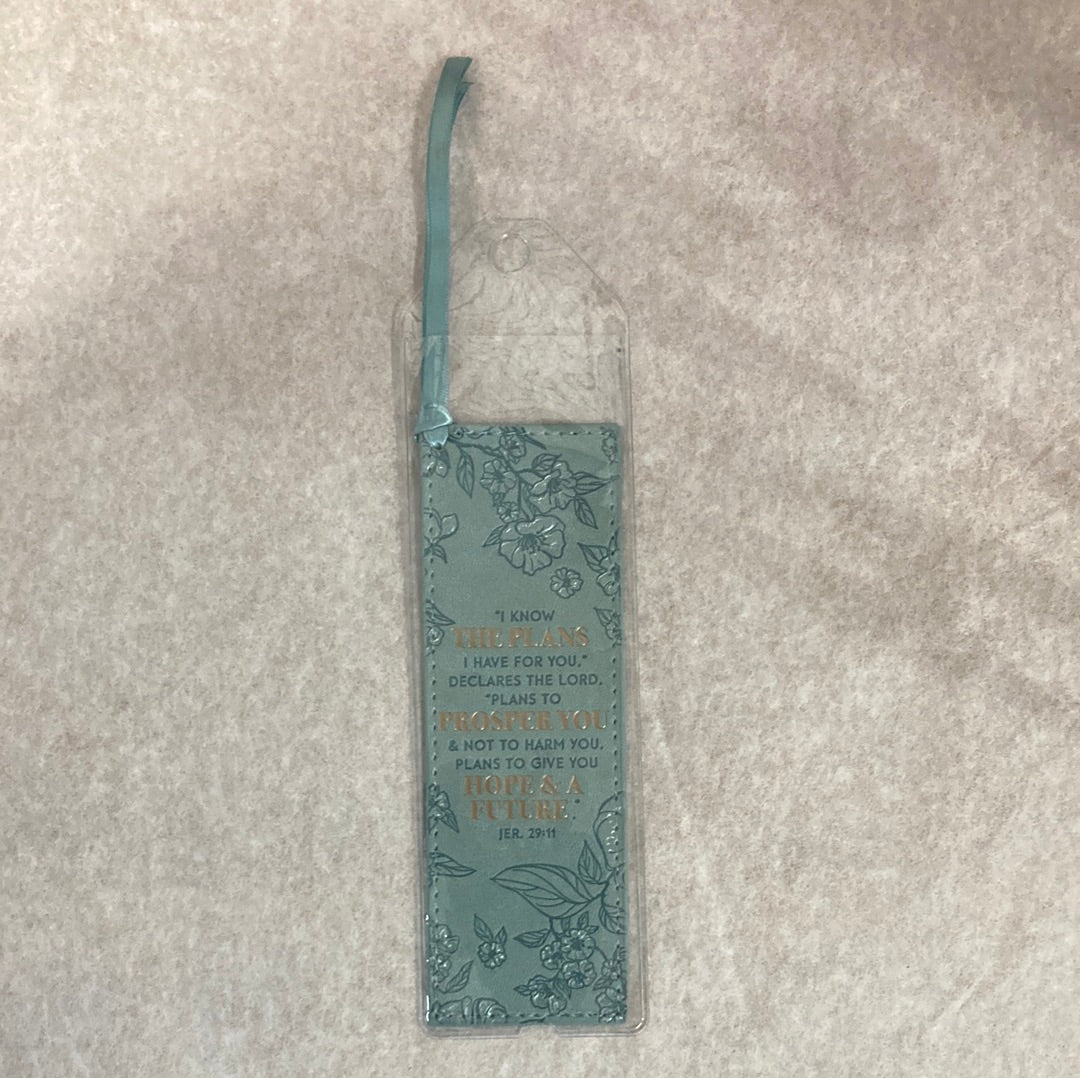 "I KNOW
THE PLANS
I HAVE FOR YOU,"
DECLARES THE LORD,
"PLANS TO
PROSPER YOU
& NOT TO HARM YOU,
PLANS TO GIVE YOU
HOPE & A
FUTURE."
JER. 29:11